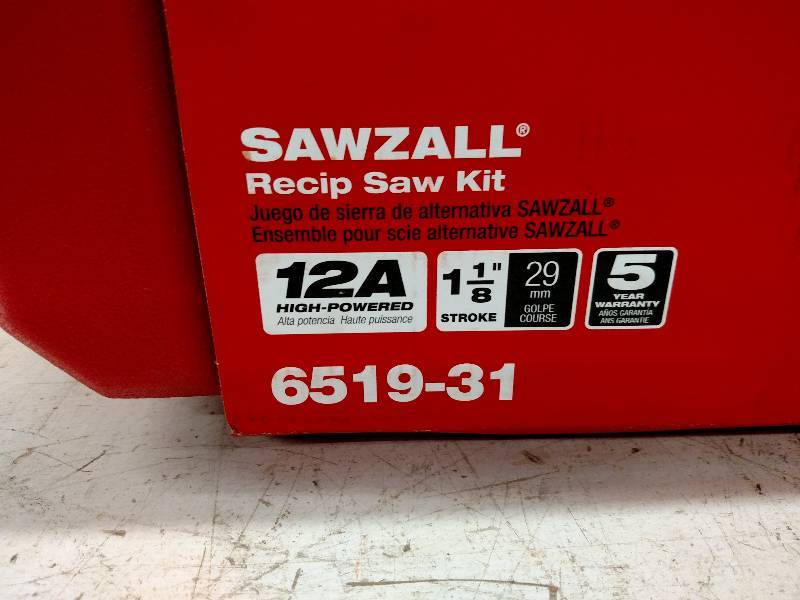 SAWZALL®
Recip Saw Kit
Juego de sierra de alternativa SAWZALL®
Ensemble pour scie alternative SAWZALL®
12A
HIGH-POWERED
Alta potencia Haute puissance
1 1/8"
STROKE
29
mm
GOLPE
COURSE
5
YEAR
WARRANTY
AÑOS GARANTÍA
ANS GARANTIE
6519-31